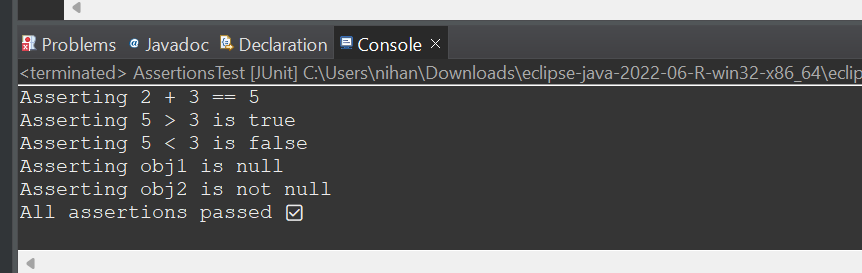 Problems @ Javadoc Declaration Console ×
<terminated> AssertionsTest [JUnit] C:\Users\nihan\Downloads\eclipse-java-2022-06-R-win32-x86_64\eclip
Asserting 2 + 3 == 5
Asserting 5 > 3 is true
Asserting 5 < 3 is false
Asserting obj1 is null
Asserting obj2 is not null
All assertions passed ☑